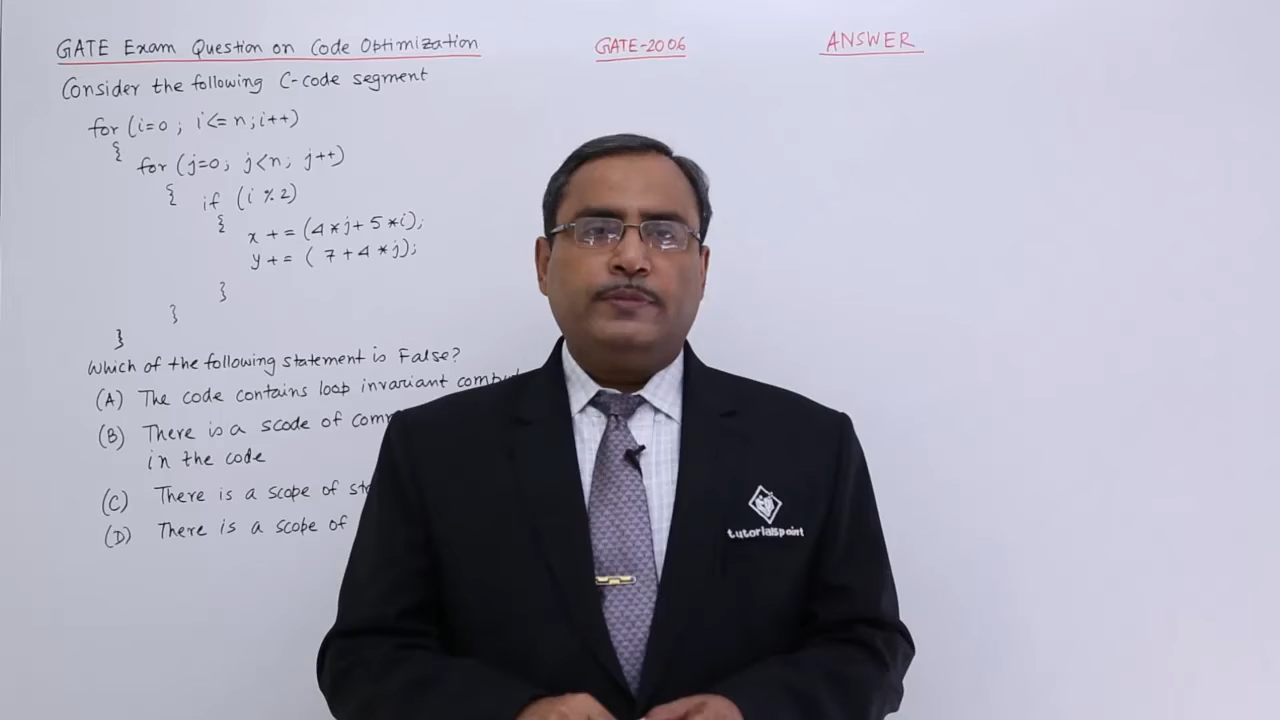 GATE Exam Question on Code Optimization
GATE-2006
ANSWER
Consider the following C-code segment
for (i=0 ; i<= n;i++)
{
for (j=0; j<n; j++)
{ if (i %2)
{
x += (4*j+5*i);
y+= (7+4*j);
}
}
}
Which of the following statement is False?
(A) The code contains loop invariant
(B) There is a scode of
in the code
(C) There is a scope of
(D) There is a scope of
tutorialspoint